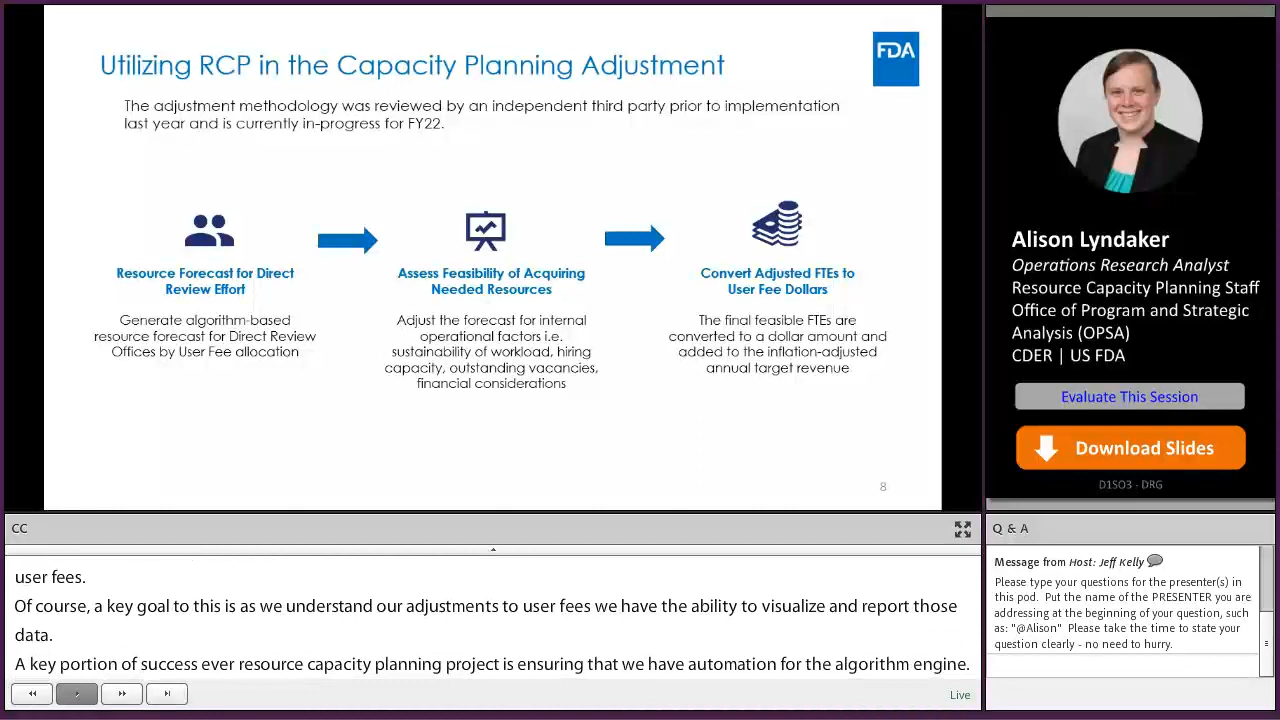 Utilizing RCP in the Capacity Planning Adjustment
FDA
The adjustment methodology was reviewed by an independent third party prior to implementation
last year and is currently in-progress for FY22.
Resource Forecast for Direct
Review Effort
Generate algorithm-based
resource forecast for Direct Review
Offices by User Fee allocation
Assess Feasibility of Acquiring
Needed Resources
Adjust the forecast for internal
operational factors i.e.
sustainability of workload, hiring
capacity, outstanding vacancies,
financial considerations
Convert Adjusted FTEs to
User Fee Dollars
The final feasible FTEs are
converted to a dollar amount and
added to the inflation-adjusted
annual target revenue
8
Alison Lyndaker
Operations Research Analyst
Resource Capacity Planning Staff
Office of Program and Strategic
Analysis (OPSA)
CDER | US FDA
Evaluate This Session
Download Slides
D1SO3 - DRG
CC
user fees.
Of course, a key goal to this is as we understand our adjustments to user fees we have the ability to visualize and report those
data.
A key portion of success ever resource capacity planning project is ensuring that we have automation for the algorithm engine.
Live
Q & A
Message from Host: Jeff Kelly
Please type your questions for the presenter(s) in
this pod.  Put the name of the PRESENTER you are
addressing at the beginning of your question, such
as: "@Alison"  Please take the time to state your
question clearly - no need to hurry.